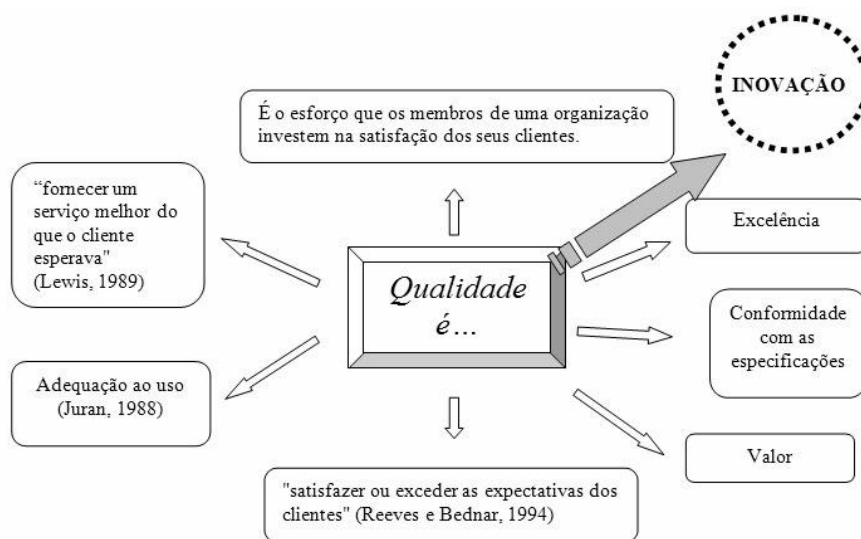 INOVAÇÃO
É o esforço que os membros de uma organização
investem na satisfação dos seus clientes.
“fornecer um
serviço melhor do
que o cliente
esperava"
(Lewis, 1989)
Excelência
Qualidade
é...
Conformidade
com as
especificações
Adequação ao uso
(Juran, 1988)
Valor
"satisfazer ou exceder as expectativas dos
clientes" (Reeves e Bednar, 1994)